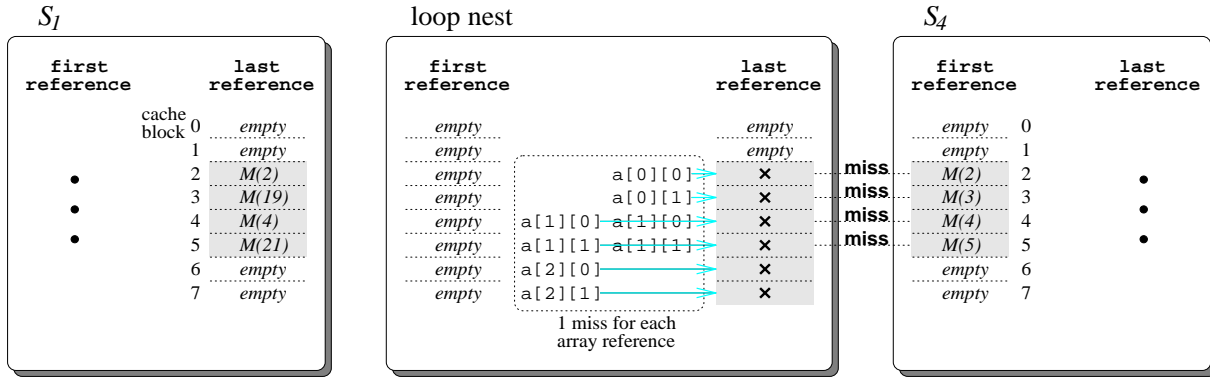 S1
first reference
last reference
cache block
0 empty
1 empty
2 M(2)
3 M(19)
4 M(4)
5 M(21)
6 empty
7 empty
loop nest
first reference
last reference
empty empty
empty empty
empty a[0][0] × miss
empty a[0][1] × miss
empty a[1][0] a[1][0] × miss
empty a[1][1] a[1][1] × miss
empty a[2][0] ×
empty a[2][1] ×
1 miss for each
array reference
S4
first reference
last reference
empty 0
empty 1
M(2) 2
M(3) 3
M(4) 4
M(5) 5
empty 6
empty 7